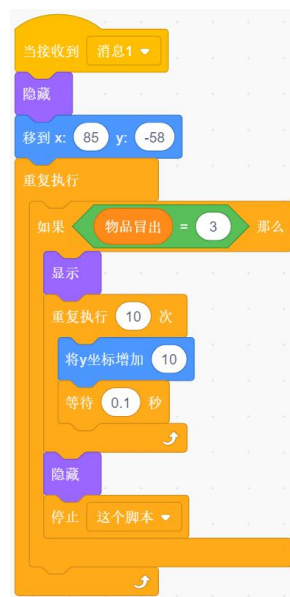 当接收到 消息1
隐藏
移到 x: 85 y: -58
重复执行
如果 物品冒出 = 3 那么
显示
重复执行 10 次
将y坐标增加 10
等待 0.1 秒
隐藏
停止 这个脚本